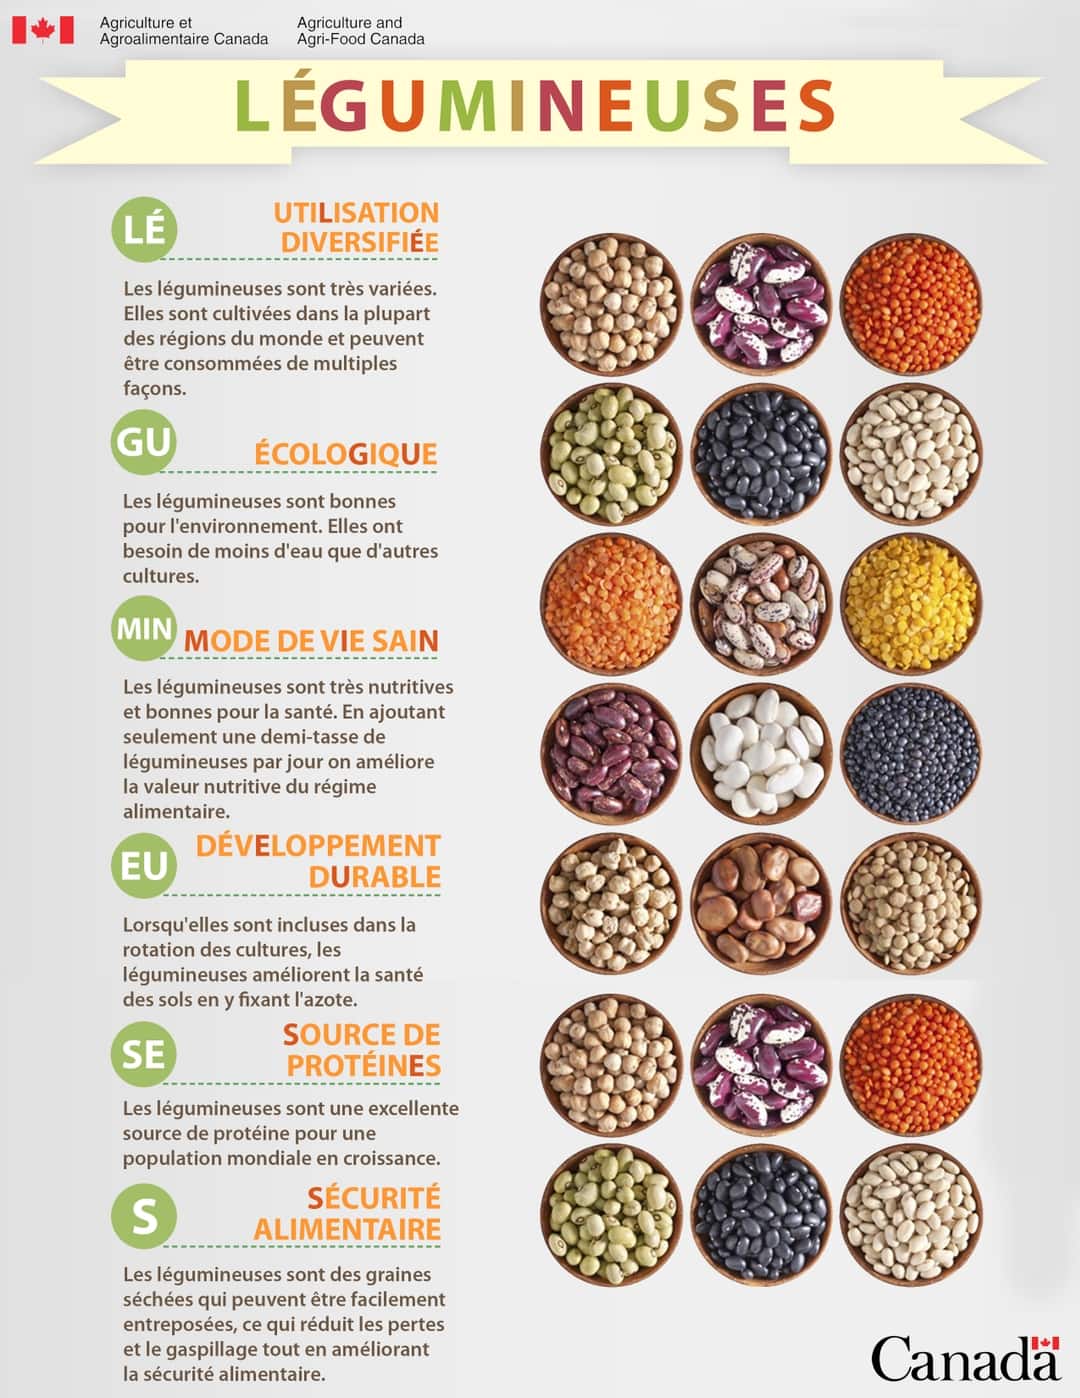 Agriculture et
Agroalimentaire Canada
Agriculture and
Agri-Food Canada
LÉGUMINEUSES
LÉ
UTILISATION
DIVERSIFIÉE
Les légumineuses sont très variées.
Elles sont cultivées dans la plupart
des régions du monde et peuvent
être consommées de multiples
façons.
GU
ÉCOLOGIQUE
Les légumineuses sont bonnes
pour l'environnement. Elles ont
besoin de moins d'eau que d'autres
cultures.
MIN
MODE DE VIE SAIN
Les légumineuses sont très nutritives
et bonnes pour la santé. En ajoutant
seulement une demi-tasse de
légumineuses par jour on améliore
la valeur nutritive du régime
alimentaire.
EU
DÉVELOPPEMENT
DURABLE
Lorsqu'elles sont incluses dans la
rotation des cultures, les
légumineuses améliorent la santé
des sols en y fixant l'azote.
SE
SOURCE DE
PROTÉINES
Les légumineuses sont une excellente
source de protéine pour une
population mondiale en croissance.
S
SÉCURITÉ
ALIMENTAIRE
Les légumineuses sont des graines
séchées qui peuvent être facilement
entreposées, ce qui réduit les pertes
et le gaspillage tout en améliorant
la sécurité alimentaire.
Canada